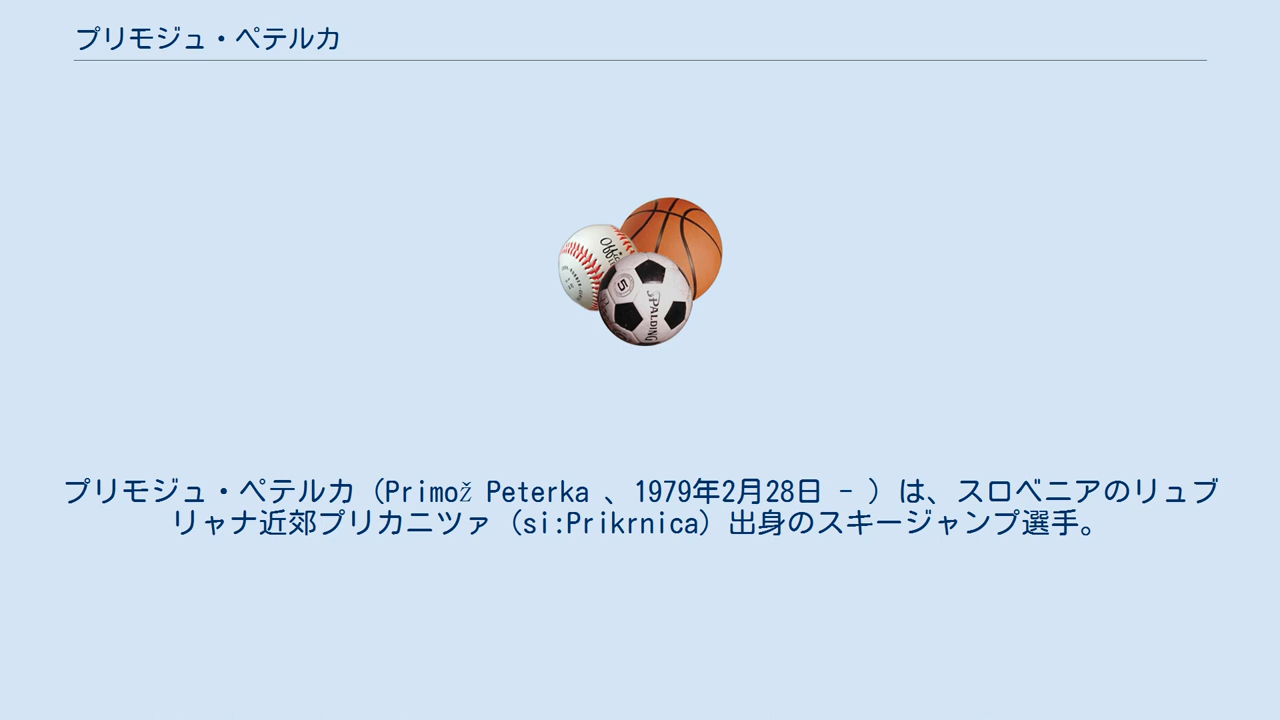 プリモジュ・ペテルカ
Offi
5
SPALDING
プリモジュ・ペテルカ（Primož Peterka 、1979年2月28日 - ）は、スロベニアのリュブ
リャナ近郊プリカニツァ（si:Prikrnica）出身のスキージャンプ選手。